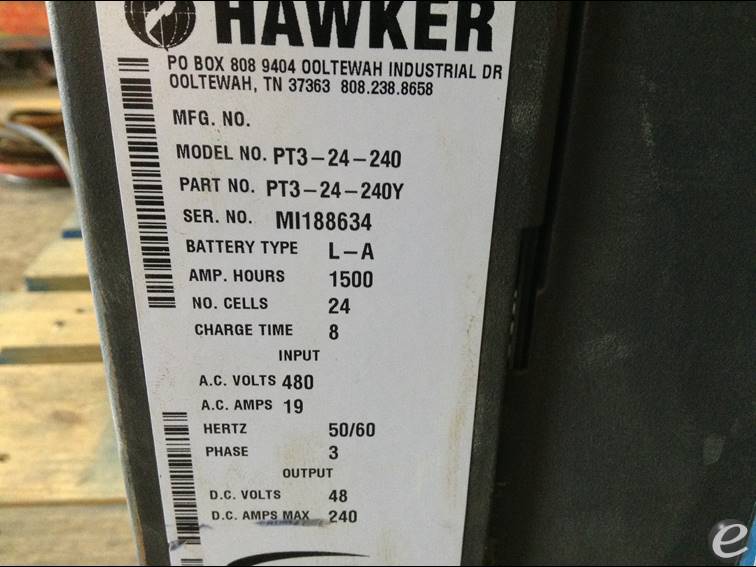 HAWKER
PO BOX 808 9404 OOLTEWAH INDUSTRIAL DR
OOLTEWAH, TN 37363 808.238.8658
MFG. NO.
MODEL NO. PT3-24-240
PART NO. PT3-24-240Y
SER. NO. MI188634
BATTERY TYPE L-A
AMP. HOURS 1500
NO. CELLS 24
CHARGE TIME 8
INPUT
A.C. VOLTS 480
A.C. AMPS 19
HERTZ 50/60
PHASE 3
OUTPUT
D.C. VOLTS 48
D.C. AMPS MAX 240
e